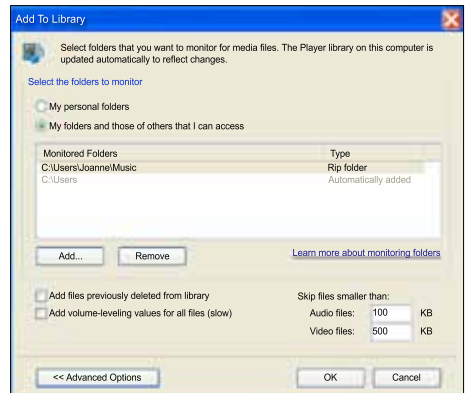 Add To Library
Select folders that you want to monitor for media files. The Player library on this computer is
updated automatically to reflect changes.
Select the folders to monitor
My personal folders
My folders and those of others that I can access
Monitored Folders Type
C:\Users\Joanne\Music Rip folder
C:\Users Automatically added
Add... Remove Learn more about monitoring folders
Add files previously deleted from library Skip files smaller than:
Add volume-leveling values for all files (slow) Audio files: 100 KB
Video files: 500 KB
<< Advanced Options OK Cancel